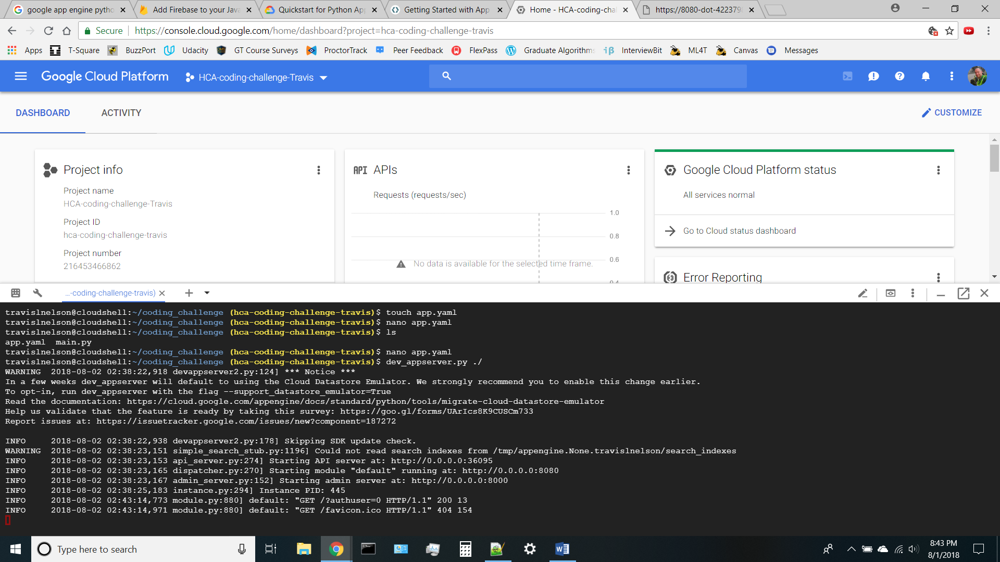 google app engine pytho
Add Firebase to your Java
Quickstart for Python App
Getting Started with App
Home - HCA-coding-chal
https://8080-dot-4223798
Secure
https://console.cloud.google.com/home/dashboard?project=hca-coding-challenge-travis
Apps
T-Square
BuzzPort
Udacity
GT Course Surveys
ProctorTrack
Peer Feedback
FlexPass
Graduate Algorithms
InterviewBit
ML4T
Canvas
Messages
Google Cloud Platform
HCA-coding-challenge-Travis
DASHBOARD
ACTIVITY
CUSTOMIZE
Project info
Project name
HCA-coding-challenge-Travis
Project ID
hca-coding-challenge-travis
Project number
216453466862
API APIs
Requests (requests/sec)
1.0
0.8
0.6
No data is available for the selected time frame.
0.4
Google Cloud Platform status
All services normal
Go to Cloud status dashboard
Error Reporting
...-coding-challenge-travis)
travislnelson@cloudshell:~/coding_challenge (hca-coding-challenge-travis)$ touch app.yaml
travislnelson@cloudshell:~/coding_challenge (hca-coding-challenge-travis)$ nano app.yaml
travislnelson@cloudshell:~/coding_challenge (hca-coding-challenge-travis)$ ls
app.yaml  main.py
travislnelson@cloudshell:~/coding_challenge (hca-coding-challenge-travis)$ nano app.yaml
travislnelson@cloudshell:~/coding_challenge (hca-coding-challenge-travis)$ dev_appserver.py ./
WARNING  2018-08-02 02:38:22,918 devappserver2.py:124] *** Notice ***
In a few weeks dev_appserver will default to using the Cloud Datastore Emulator. We strongly recommend you to enable this change earlier.
To opt-in, run dev_appserver with the flag --support_datastore_emulator=True
Read the documentation: https://cloud.google.com/appengine/docs/standard/python/tools/migrate-cloud-datastore-emulator
Help us validate that the feature is ready by taking this survey: https://goo.gl/forms/UArIcs8K9CUSCm733
Report issues at: https://issuetracker.google.com/issues/new?component=187272
INFO     2018-08-02 02:38:22,938 devappserver2.py:178] Skipping SDK update check.
WARNING  2018-08-02 02:38:23,151 simple_search_stub.py:1196] Could not read search indexes from /tmp/appengine.None.travislnelson/search_indexes
INFO     2018-08-02 02:38:23,153 api_server.py:274] Starting API server at: http://0.0.0.0:36095
INFO     2018-08-02 02:38:23,165 dispatcher.py:270] Starting module "default" running at: http://0.0.0.0:8080
INFO     2018-08-02 02:38:23,167 admin_server.py:152] Starting admin server at: http://0.0.0.0:8000
INFO     2018-08-02 02:38:25,183 instance.py:294] Instance PID: 445
INFO     2018-08-02 02:43:14,773 module.py:880] default: "GET /?authuser=0 HTTP/1.1" 200 13
INFO     2018-08-02 02:43:14,971 module.py:880] default: "GET /favicon.ico HTTP/1.1" 404 154
Type here to search
8:43 PM
8/1/2018